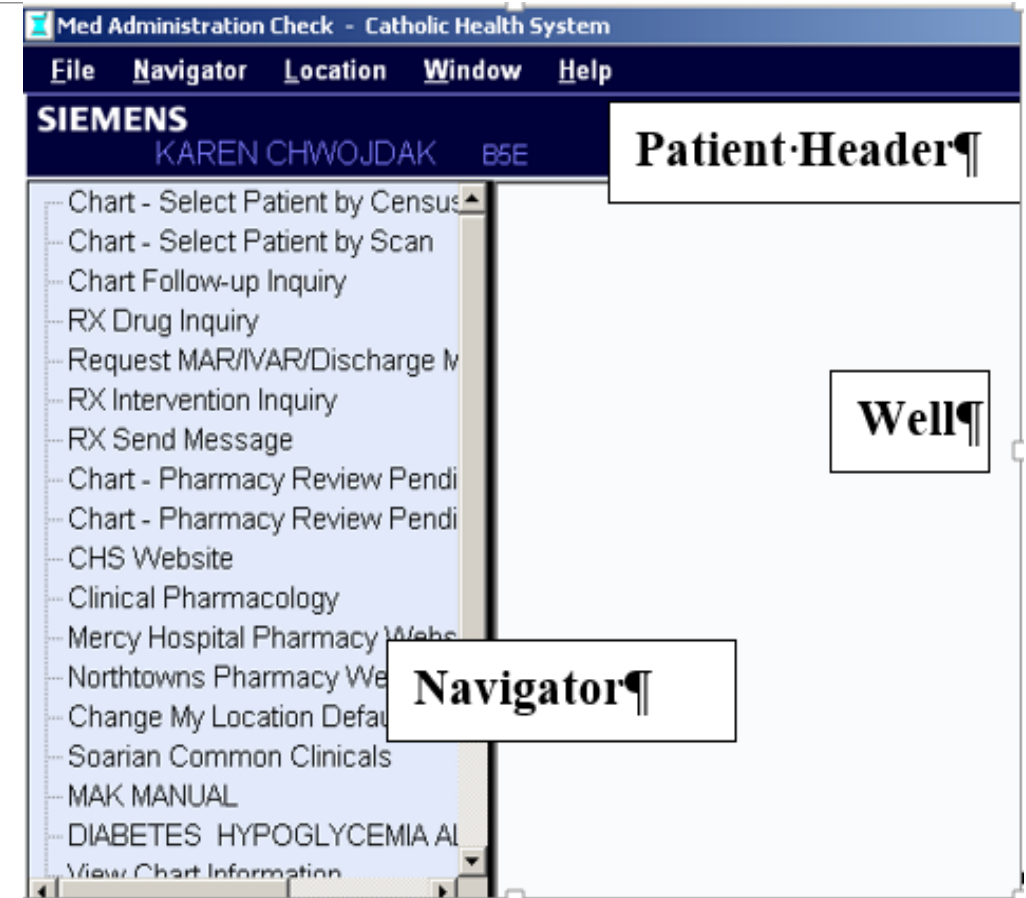 Med Administration Check - Catholic Health System
File Navigator Location Window Help
SIEMENS
KAREN CHWOJDAK B5E
Patient·Header¶
Chart - Select Patient by Census
Chart - Select Patient by Scan
Chart Follow-up Inquiry
RX Drug Inquiry
Request MAR/IVAR/Discharge M
RX Intervention Inquiry
Well¶
RX Send Message
Chart - Pharmacy Review Pendi
Chart - Pharmacy Review Pendi
CHS Website
Clinical Pharmacology
Mercy Hospital Pharmacy Webs
Northtowns Pharmacy We
Navigator¶
Change My Location Defau
Soarian Common Clinicals
MAK MANUAL
DIABETES HYPOGLYCEMIA AL
View Chart Information